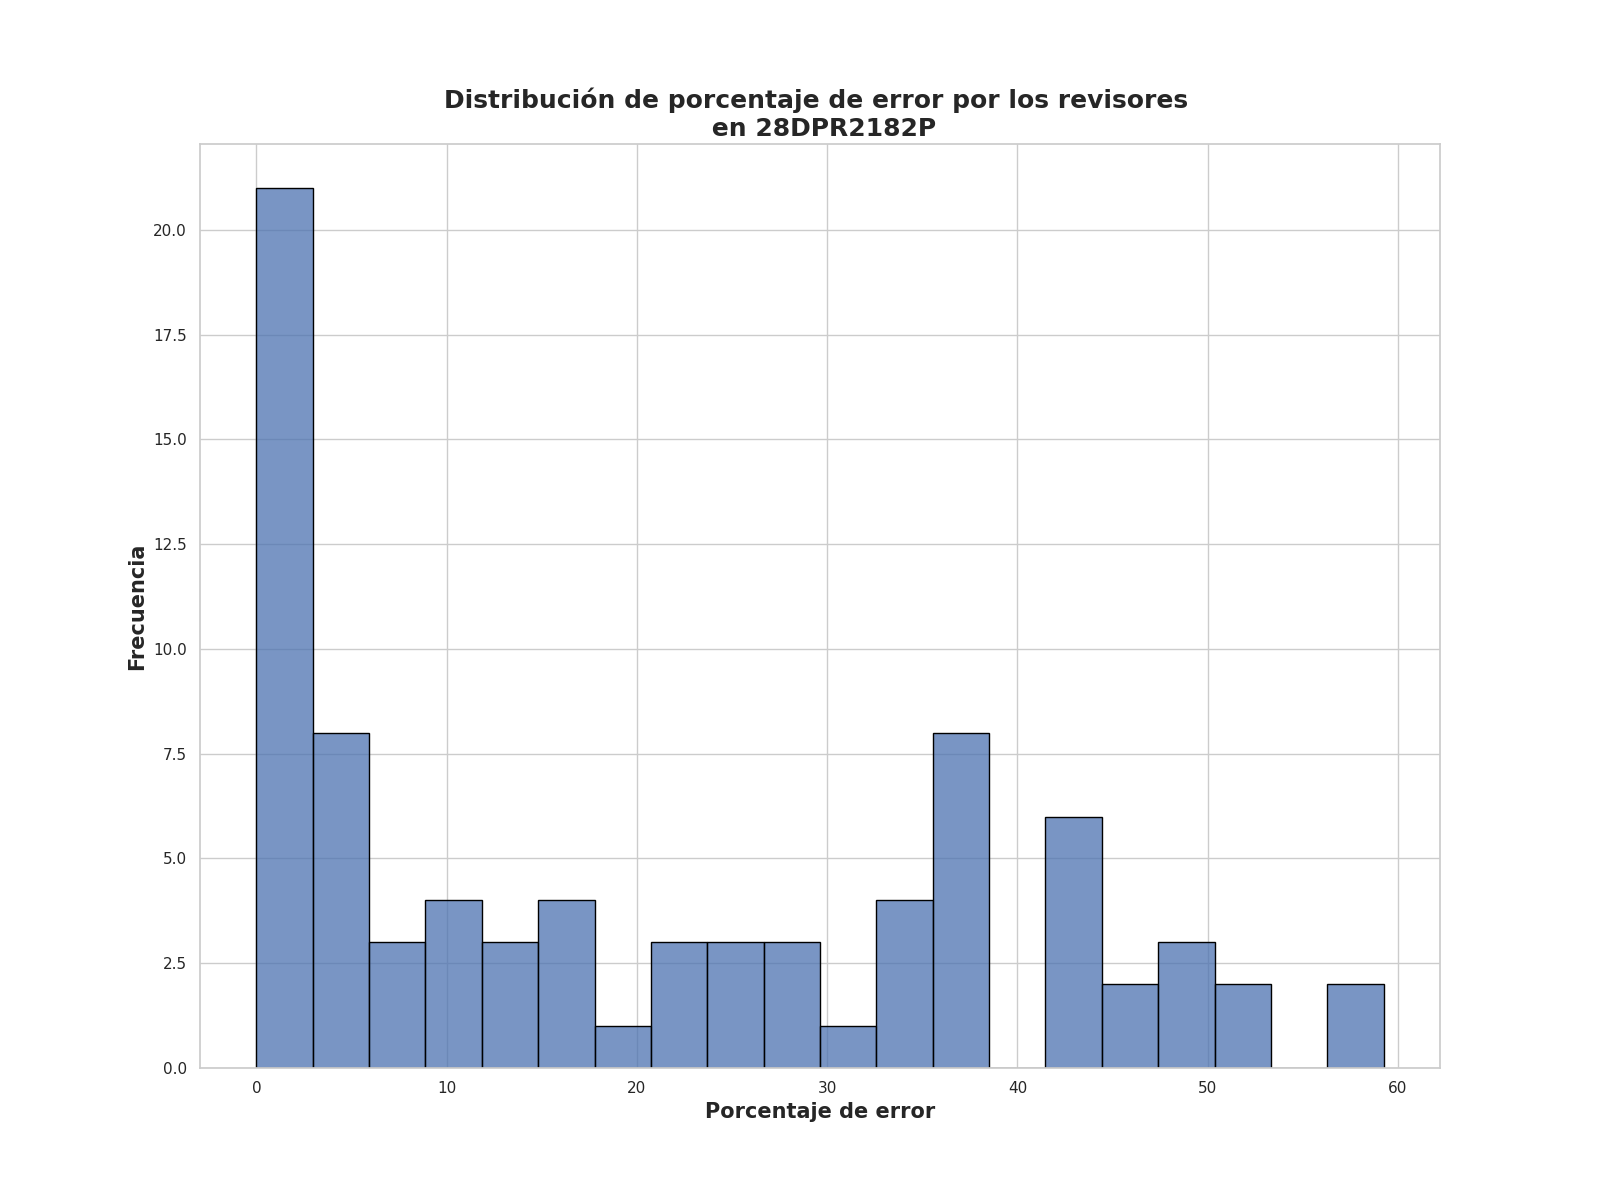 Distribución de porcentaje de error por los revisores
en 28DPR2182P
20.0
17.5
15.0
12.5
10.0
7.5
5.0
2.5
0.0
Frecuencia
0 10 20 30 40 50 60
Porcentaje de error